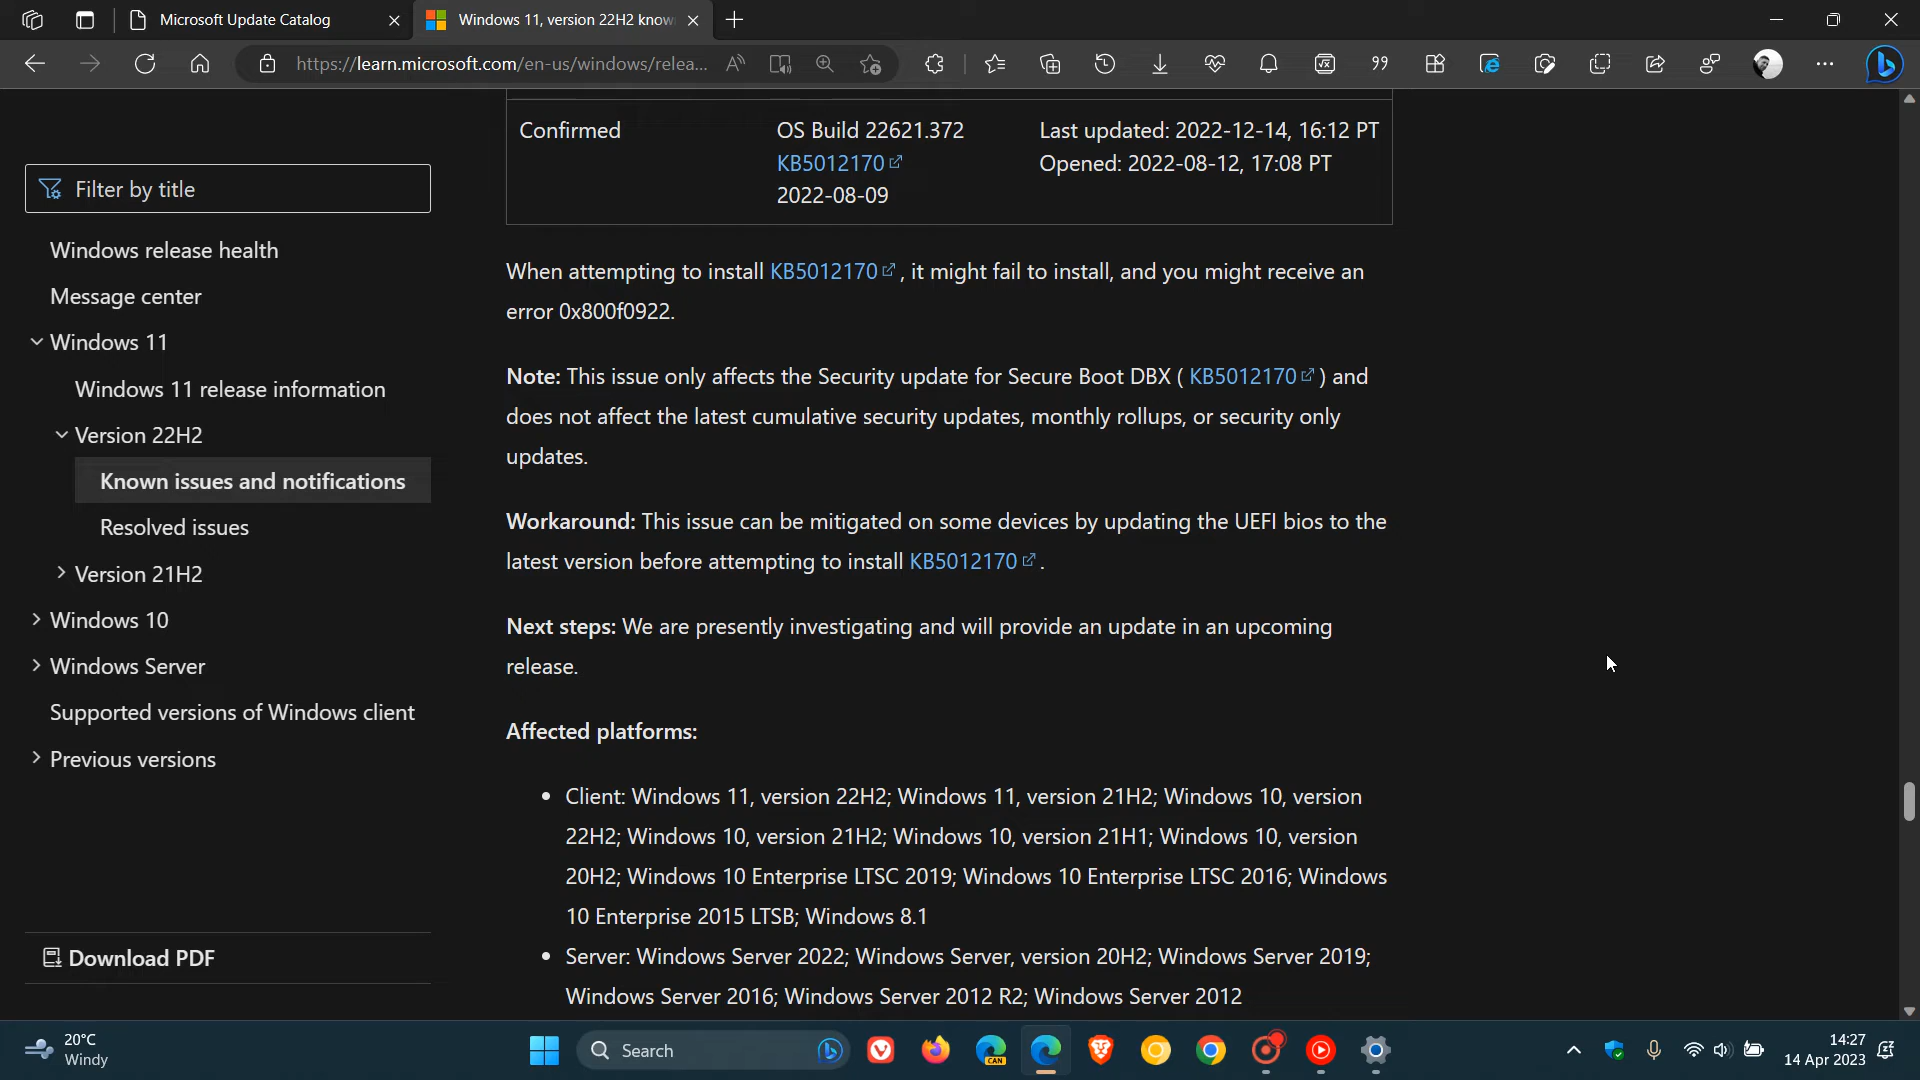 Microsoft Update Catalog
Windows 11, version 22H2 know
https://learn.microsoft.com/en-us/windows/relea...
Filter by title
Windows release health
Message center
Windows 11
Windows 11 release information
Version 22H2
Known issues and notifications
Resolved issues
Version 21H2
Windows 10
Windows Server
Supported versions of Windows client
Previous versions
Download PDF
Confirmed
OS Build 22621.372
KB5012170
2022-08-09
Last updated: 2022-12-14, 16:12 PT
Opened: 2022-08-12, 17:08 PT
When attempting to install KB5012170, it might fail to install, and you might receive an
error 0x800f0922.
Note: This issue only affects the Security update for Secure Boot DBX ( KB5012170 ) and
does not affect the latest cumulative security updates, monthly rollups, or security only
updates.
Workaround: This issue can be mitigated on some devices by updating the UEFI bios to the
latest version before attempting to install KB5012170 .
Next steps: We are presently investigating and will provide an update in an upcoming
release.
Affected platforms:
• Client: Windows 11, version 22H2; Windows 11, version 21H2; Windows 10, version
22H2; Windows 10, version 21H2; Windows 10, version 21H1; Windows 10, version
20H2; Windows 10 Enterprise LTSC 2019; Windows 10 Enterprise LTSC 2016; Windows
10 Enterprise 2015 LTSB; Windows 8.1
• Server: Windows Server 2022; Windows Server, version 20H2; Windows Server 2019;
Windows Server 2016; Windows Server 2012 R2; Windows Server 2012
20°C
Windy
Search
CAN
14:27
14 Apr 2023